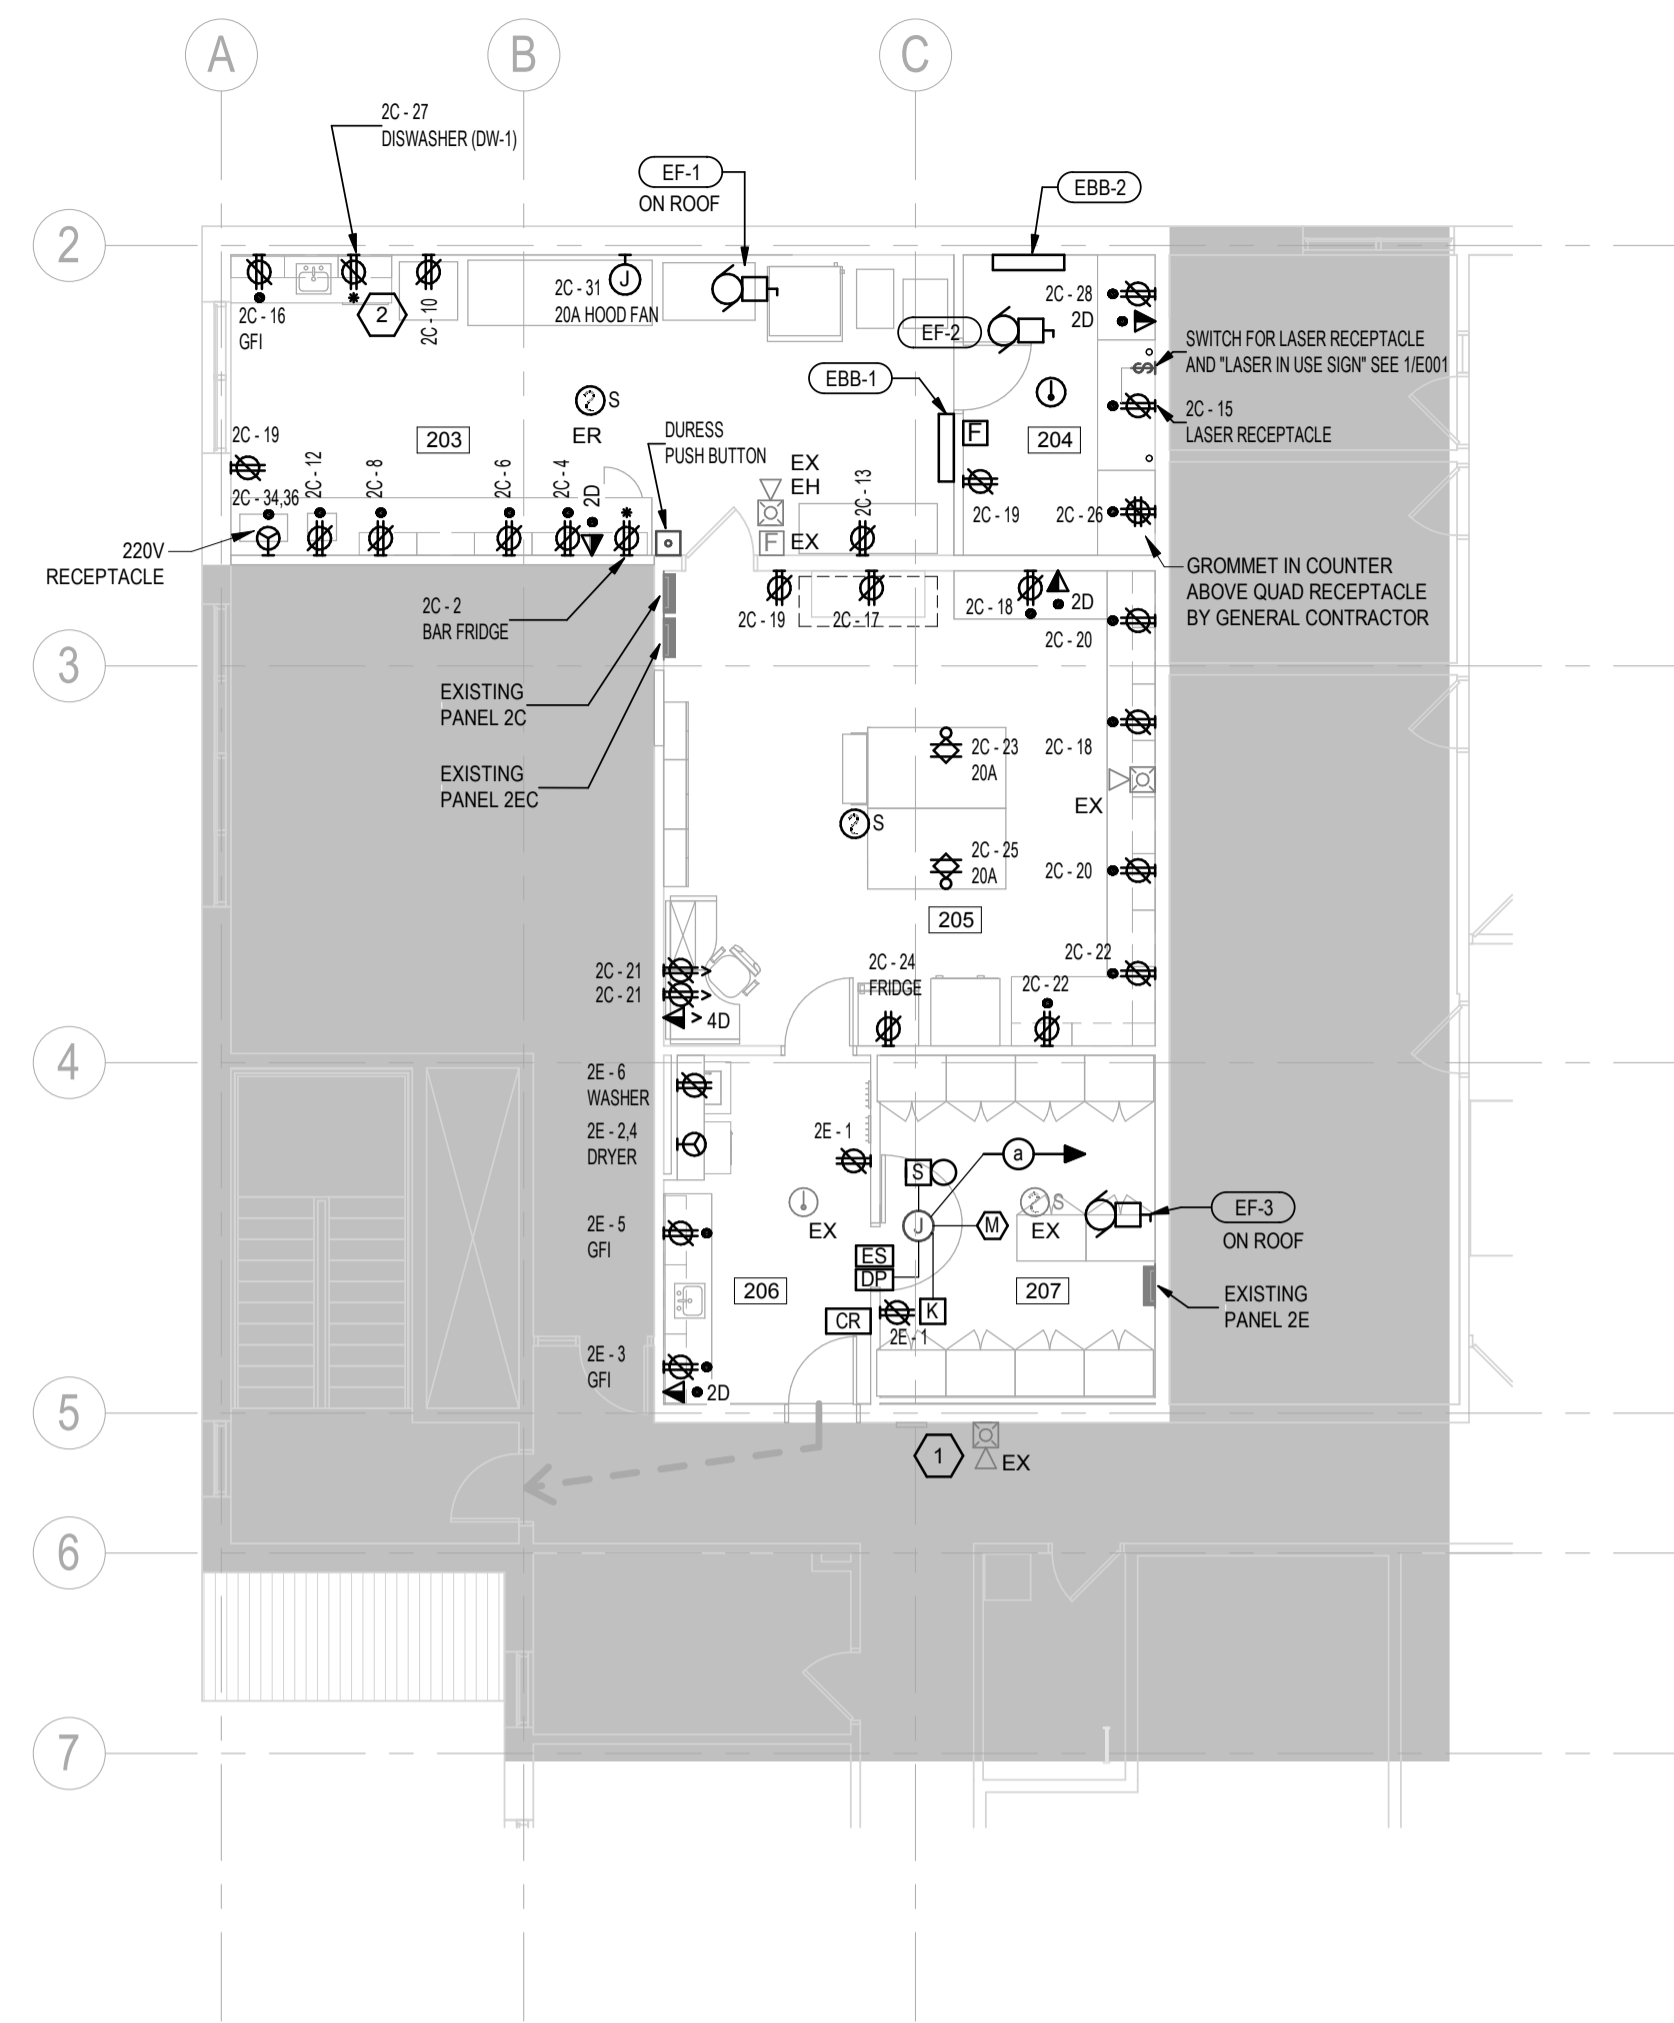 A
B
C
2C - 27
DISWASHER (DW-1)
EF-1
ON ROOF
EBB-2
2
2C - 16
GFI
2
2C - 10
2C - 31
20A HOOD FAN
J
EF-2
2C - 28
2D
SWITCH FOR LASER RECEPTACLE
AND "LASER IN USE SIGN" SEE 1/E001
$
EBB-1
2C - 15
LASER RECEPTACLE
S
ER
203
DURESS
PUSH BUTTON
F
204
2C - 19
2C - 34,36
2C - 12
2C - 8
2C - 6
2C - 4
2D
EX
EH
F
EX
2C - 13
2C - 19
2C - 26
220V
RECEPTACLE
GROMMET IN COUNTER
ABOVE QUAD RECEPTACLE
BY GENERAL CONTRACTOR
2C - 2
BAR FRIDGE
2C - 19
2C - 17
2C - 18
2D
2C - 20
3
EXISTING
PANEL 2C
EXISTING
PANEL 2EC
2C - 23
20A
2C - 18
EX
S
2C - 25
20A
2C - 20
205
2C - 21
2C - 21
4D
2C - 24
FRIDGE
2C - 22
2C - 22
4
2E - 6
WASHER
2E - 2,4
DRYER
2E - 1
S
a
EX
J
M
S
EX
EF-3
ON ROOF
2E - 5
GFI
ES
DP
206
207
K
CR
2E - 1
EXISTING
PANEL 2E
2E - 3
GFI
2D
5
1
EX
6
7